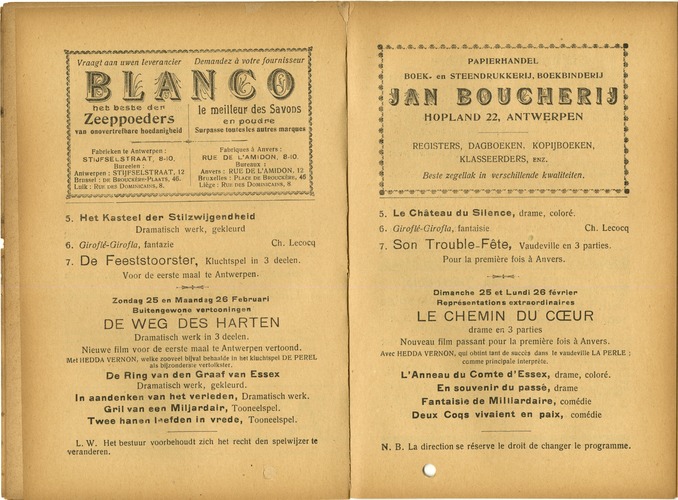 Vraagt aan uwen leverancier
Demandez à votre fournisseur
BLANCO
het beste der
Zeeppoeders
van onovertrefbare hoedanigheid
le meilleur des Savons
en poudre
Surpasse toutes les autres marques
Fabrieken te Antwerpen :
STIJFSELSTRAAT, 8-10.
Bureelen :
Antwerpen : STIJFSELSTRAAT, 12
Brussel : DE BROUCKÈRE-PLAATS, 46
Luik : RUE DES DOMINICAINS, 8.
Fabriques à Anvers :
RUE DE L'AMIDON, 8-10.
Bureaux :
Anvers : RUE DE L'AMIDON, 12
Bruxelles : PLACE DE BROUCKÈRE, 46
Liège : RUE DES DOMINICAINS, 8
5. Het Kasteel der Stilzwijgendheid
Dramatisch werk, gekleurd
6. Giroflé-Girofla, fantazie Ch. Lecocq
7. De Feeststoorster, Kluchtspel in 3 deelen.
Voor de eerste maal te Antwerpen.
Zondag 25 en Maandag 26 Februari
Buitengewone vertooningen
DE WEG DES HARTEN
Dramatisch werk in 3 deelen.
Nieuwe film voor de eerste maal te Antwerpen vertoond.
Met HEDDA VERNON, welke zooveel bijval behaalde in het kluchtspel DE PEREL
als bijzonderste vertolkster.
De Ring van den Graaf van Essex
Dramatisch werk, gekleurd.
In aandenken van het verleden, Dramatisch werk.
Gril van een Miljardair, Tooneelspel.
Twee hanen leefden in vrede, Tooneelspel.
L. W. Het bestuur voorbehoudt zich het recht den spelwijzer te
veranderen.
PAPIERHANDEL
BOEK- en STEENDRUKKERIJ, BOEKBINDERIJ
JAN BOUCHERIJ
HOPLAND 22, ANTWERPEN
REGISTERS, DAGBOEKEN, KOPIJBOEKEN,
KLASSEERDERS, ENZ.
Beste zegellak in verschillende kwaliteiten.
5. Le Château du Silence, drame, coloré.
6. Giroflé-Girofla, fantaisie Ch. Lecocq
7. Son Trouble-Fête, Vaudeville en 3 parties.
Pour la première fois à Anvers.
Dimanche 25 et Lundi 26 février
Représentations extraordinaires
LE CHEMIN DU CŒUR
drame en 3 parties
Nouveau film passant pour la première fois à Anvers.
Avec HEDDA VERNON, qui obtint tant de succès dans le vaudeville LA PERLE ;
comme principale interprète.
L'Anneau du Comte d'Essex, drame, coloré.
En souvenir du passé, drame
Fantaisie de Milliardaire, comédie
Deux Coqs vivaient en paix, comédie
N. B. La direction se réserve le droit de changer le programme.